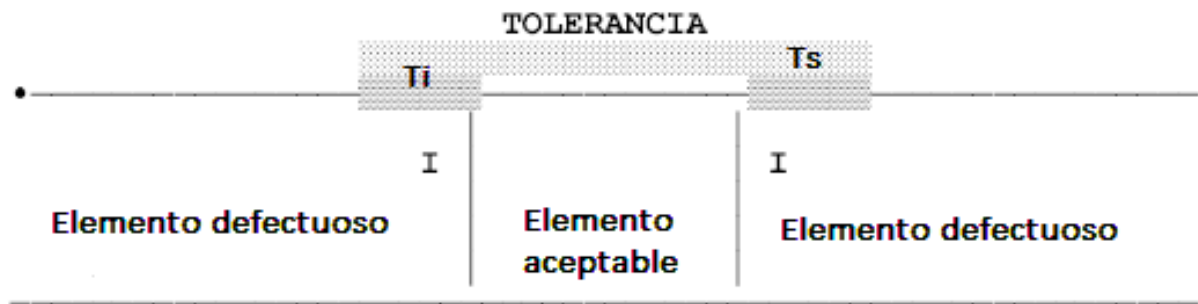 TOLERANCIA
Ti
Ts
I
I
Elemento defectuoso
Elemento
aceptable
Elemento defectuoso